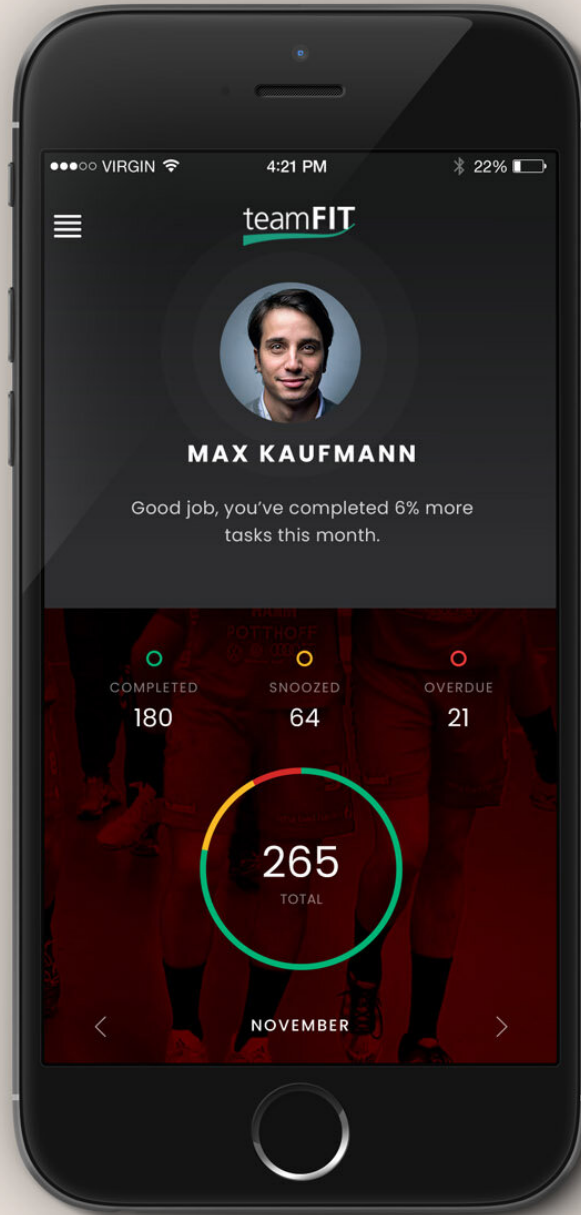 VIRGIN 4:21 PM 22%
teamFIT
MAX KAUFMANN
Good job, you’ve completed 6% more
tasks this month.
POTTHOFF
COMPLETED SNOOZED OVERDUE
180 64 21
265
TOTAL
NOVEMBER